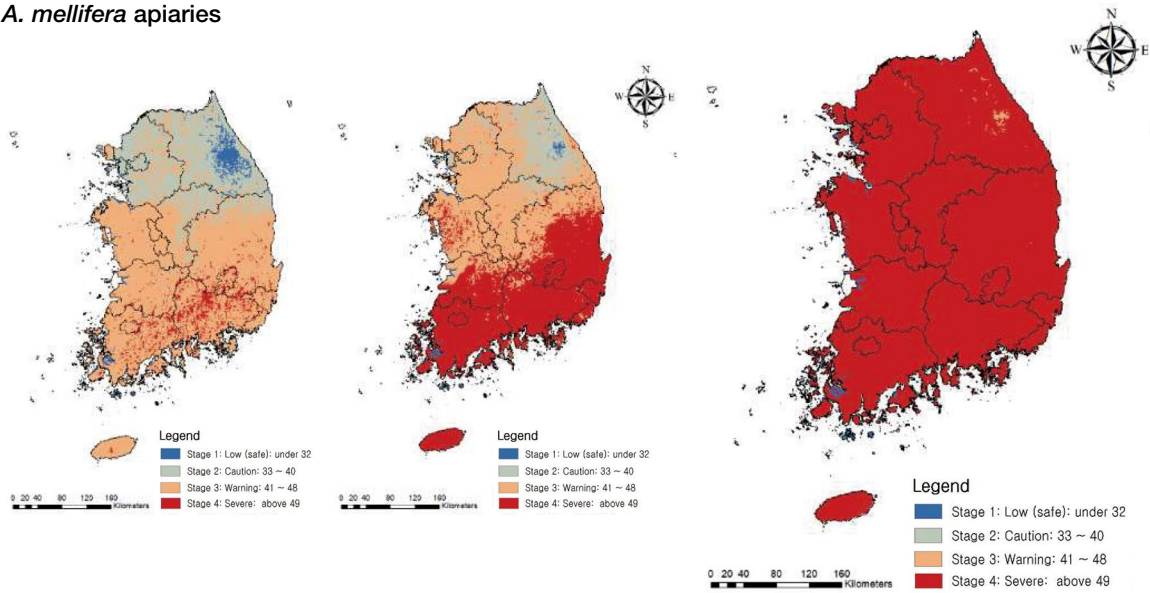 A. mellifera apiaries
N
W
E
S
W
N
W
E
S
Legend
Stage 1: Low (safe): under 32
Stage 2: Caution: 33 ~ 40
Stage 3: Warning: 41 ~ 48
Stage 4: Severe: above 49
0 20 40 80 120 160
Kilometers
Legend
Stage 1: Low (safe): under 32
Stage 2: Caution: 33 ~ 40
Stage 3: Warning: 41 ~ 48
Stage 4: Severe: above 49
0 20 40 80 120 160
Kilometers
Legend
Stage 1: Low (safe): under 32
Stage 2: Caution: 33 ~ 40
Stage 3: Warning: 41 ~ 48
Stage 4: Severe: above 49
0 20 40 80 120 160
Kilometers